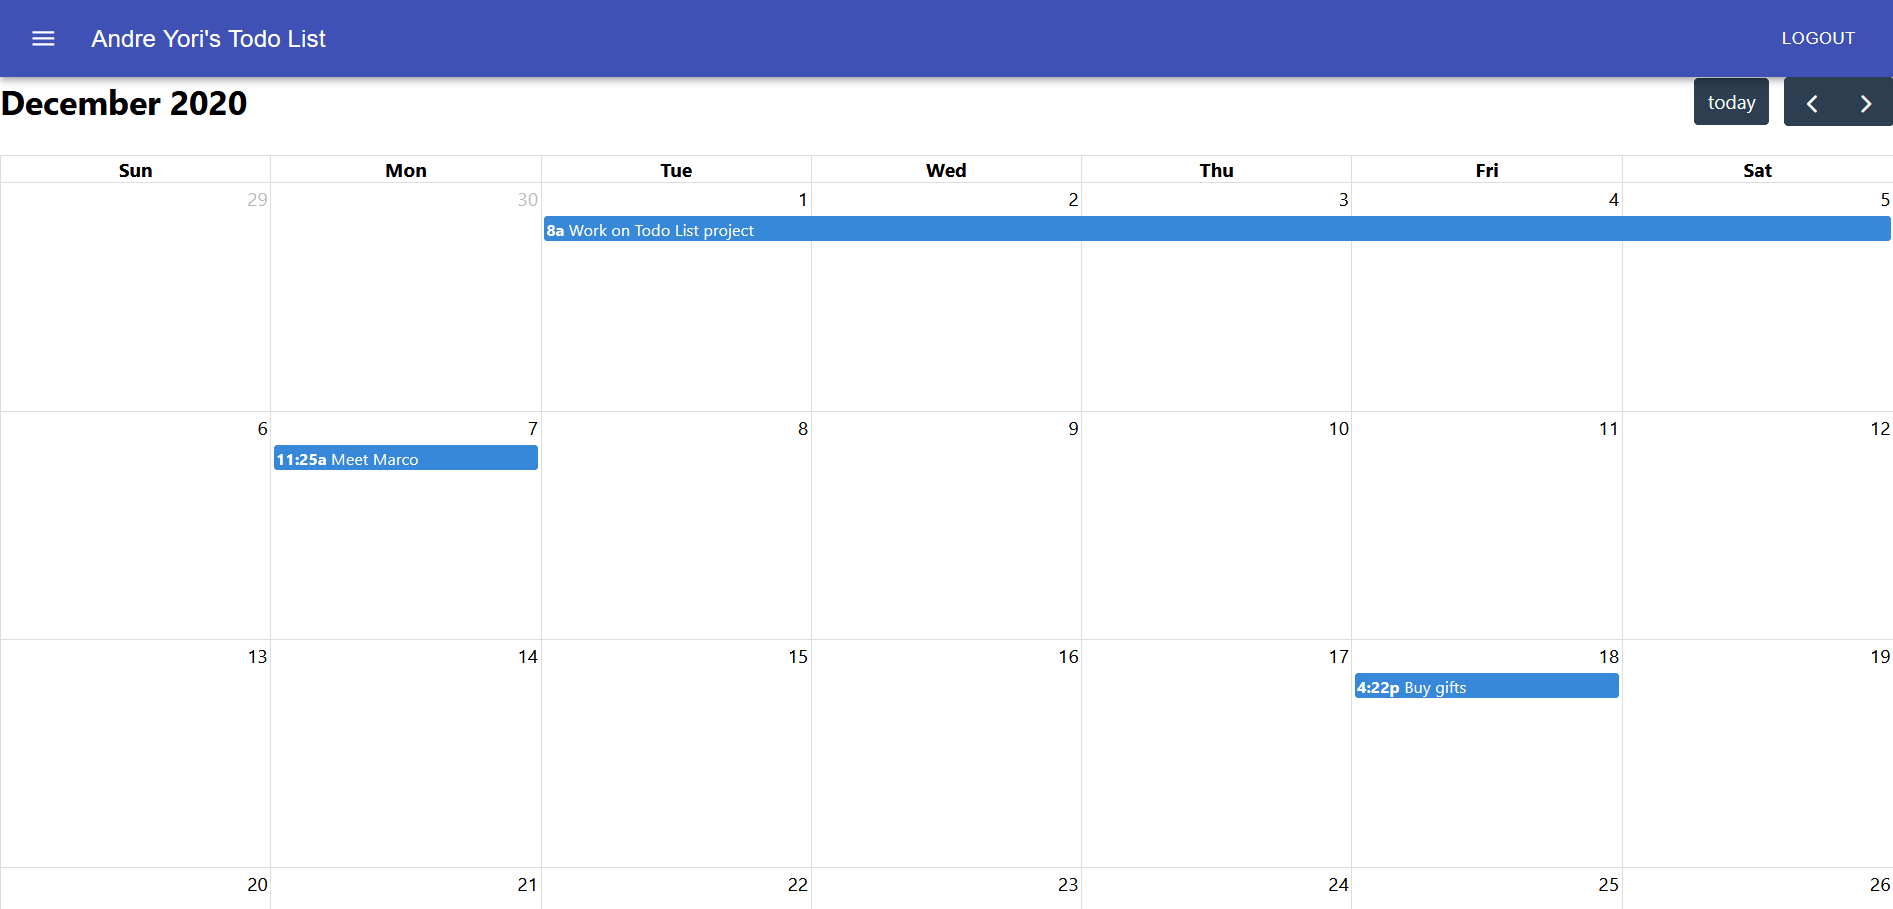 Andre Yori's Todo List LOGOUT
December 2020 today
Sun Mon Tue Wed Thu Fri Sat
29 30 1 2 3 4 5
8a Work on Todo List project
6 7 8 9 10 11 12
11:25a Meet Marco
13 14 15 16 17 18 19
4:22p Buy gifts
20 21 22 23 24 25 26